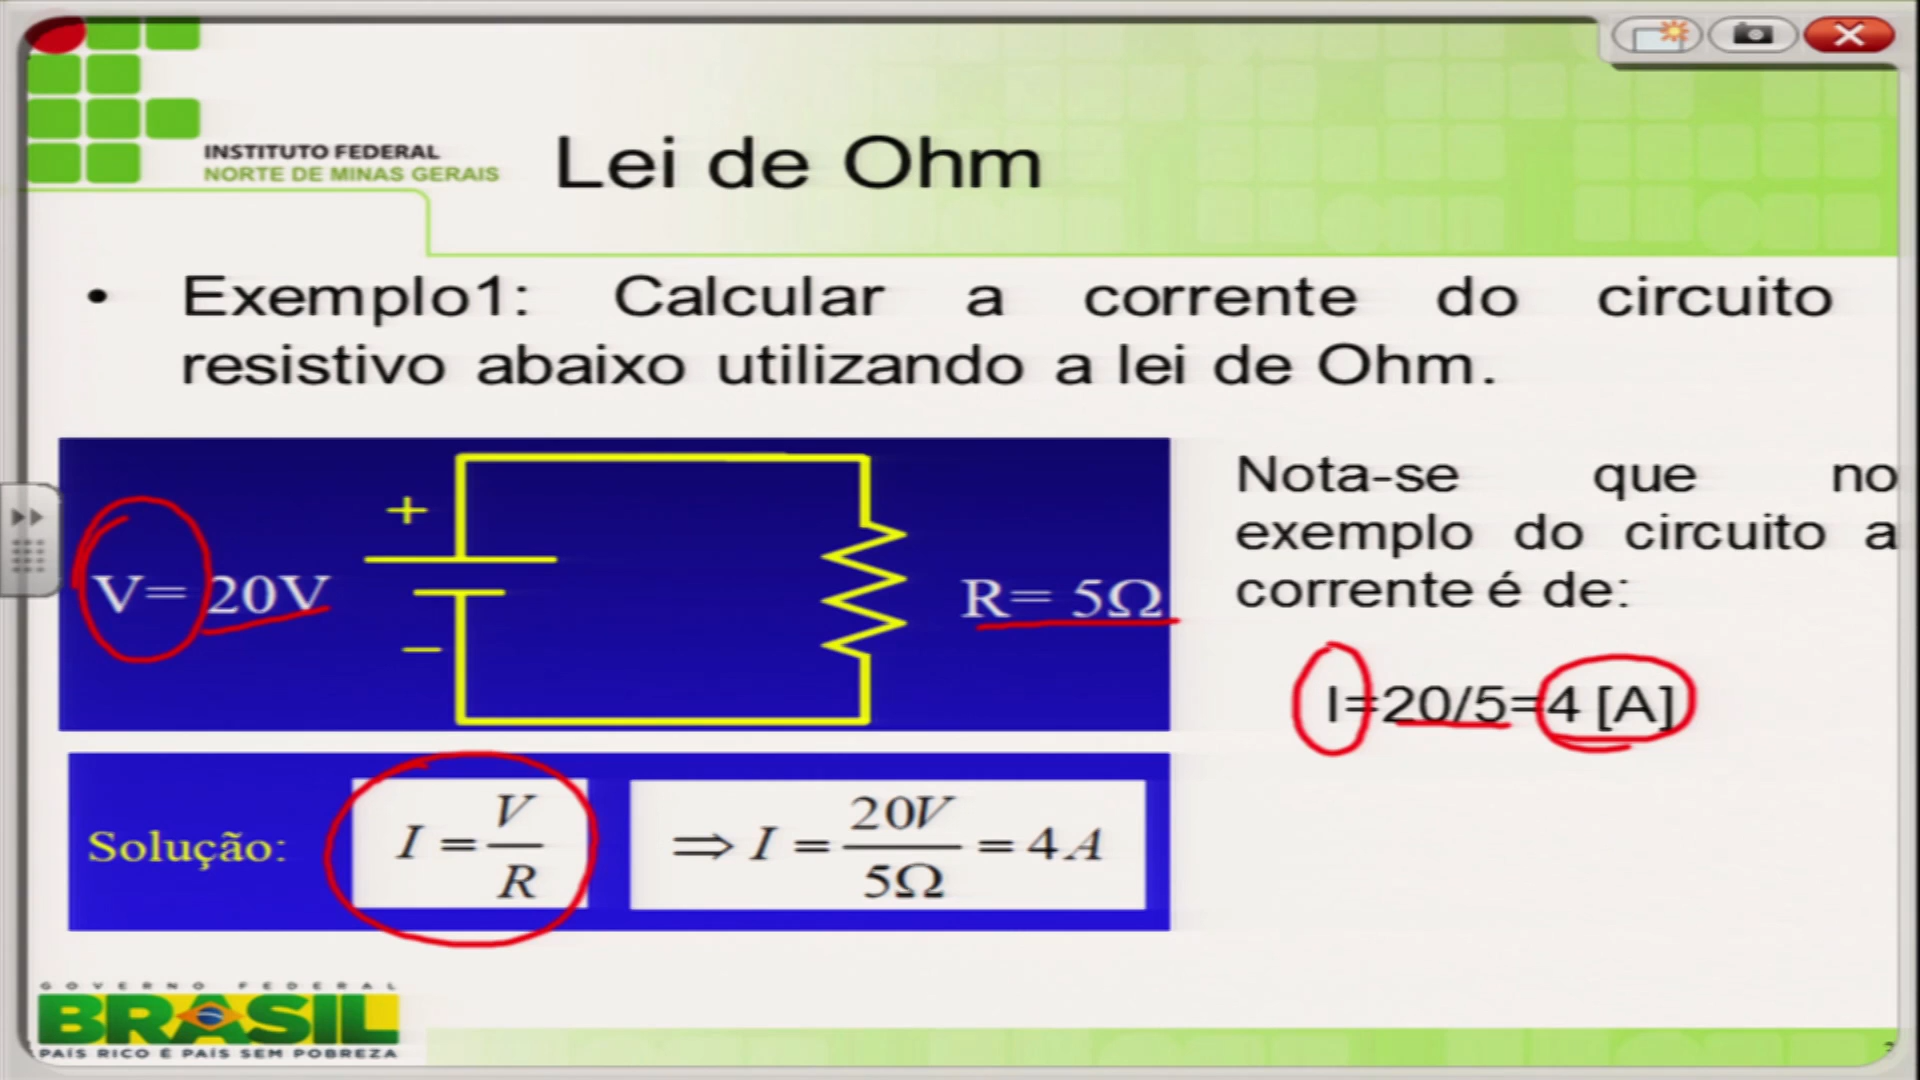 INSTITUTO FEDERAL
NORTE DE MINAS GERAIS
Lei de Ohm
• Exemplo1: Calcular a corrente do circuito
resistivo abaixo utilizando a lei de Ohm.
+
V= 20V
R= 5Ω
−
Nota-se que no
exemplo do circuito a
corrente é de:
I=20/5=4 [A]
Solução:
I = V/R
⇒ I = 20V/5Ω = 4 A
GOVERNO FEDERAL
BRASIL
PAÍS RICO É PAÍS SEM POBREZA